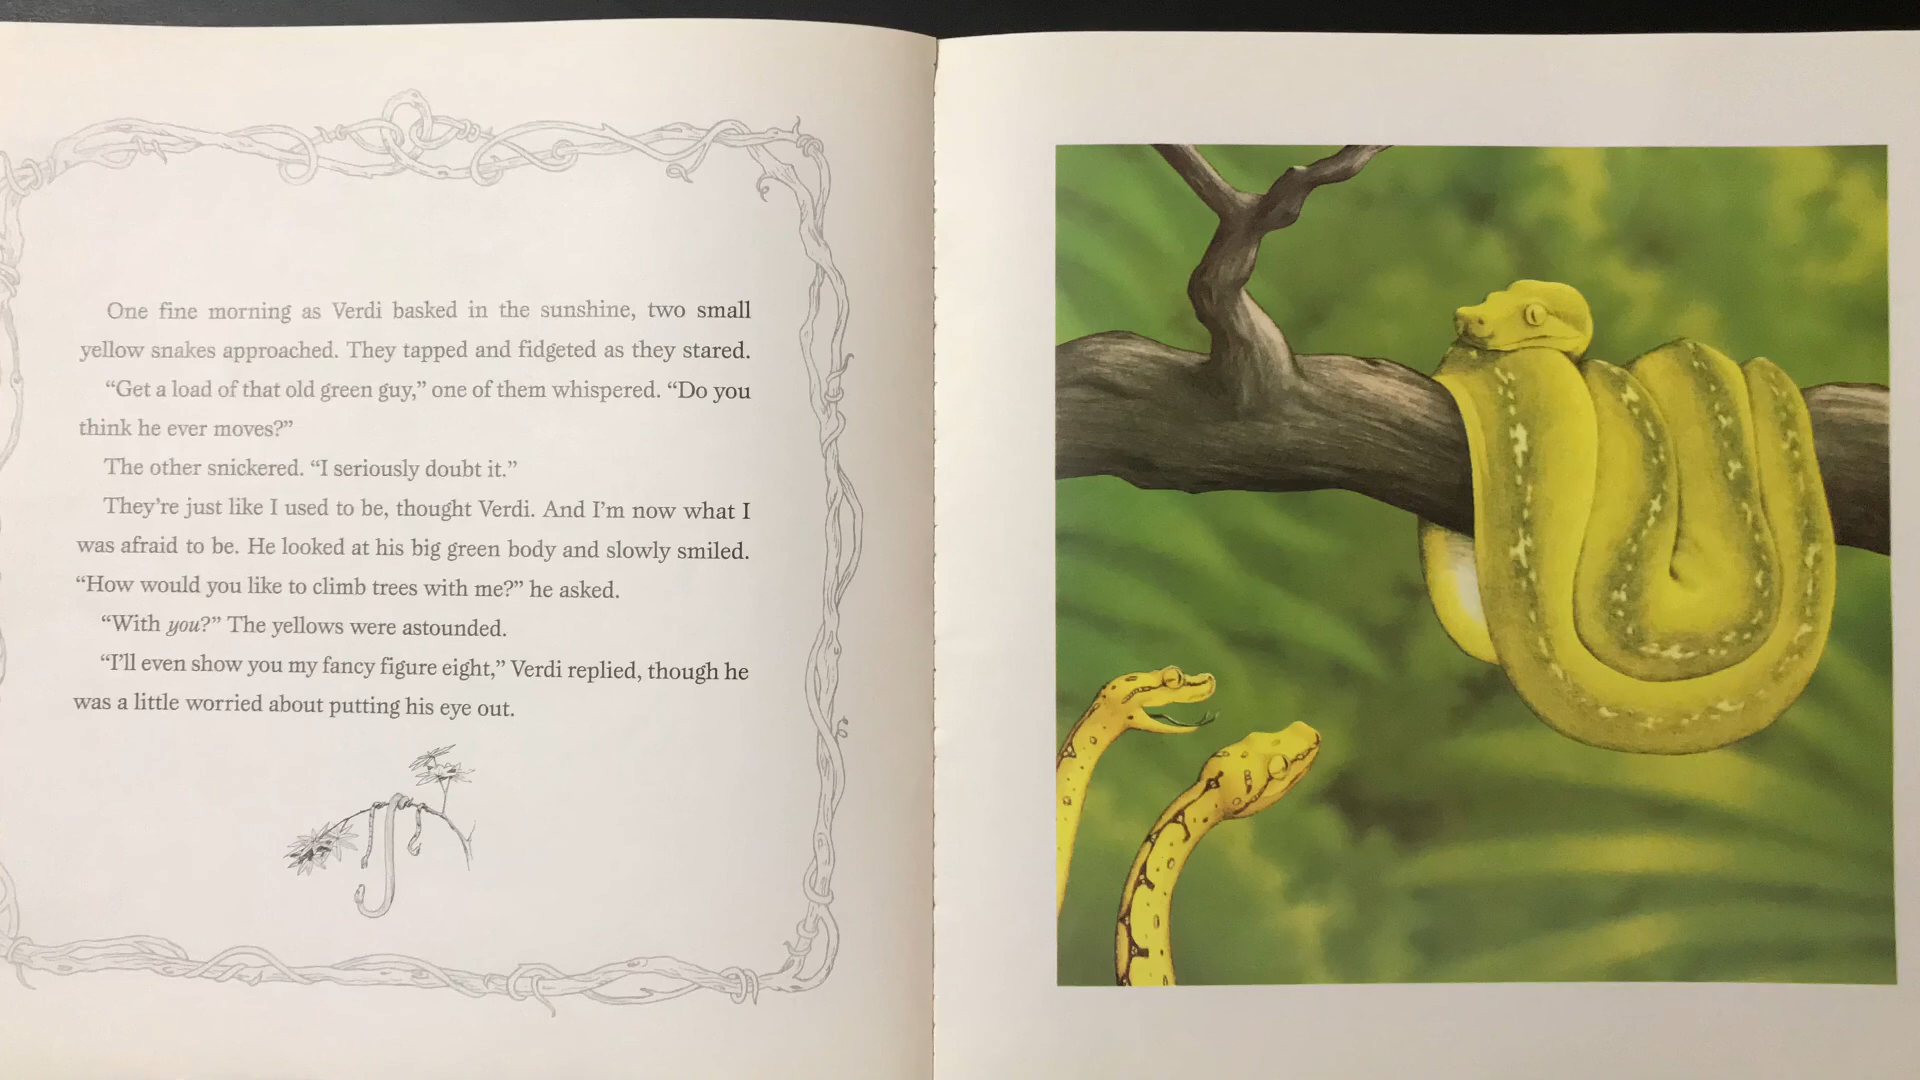 One fine morning as Verdi basked in the sunshine, two small
yellow snakes approached. They tapped and fidgeted as they stared.
“Get a load of that old green guy,” one of them whispered. “Do you
think he ever moves?”
The other snickered. “I seriously doubt it.”
They’re just like I used to be, thought Verdi. And I’m now what I
was afraid to be. He looked at his big green body and slowly smiled.
“How would you like to climb trees with me?” he asked.
“With you?” The yellows were astounded.
“I’ll even show you my fancy figure eight,” Verdi replied, though he
was a little worried about putting his eye out.